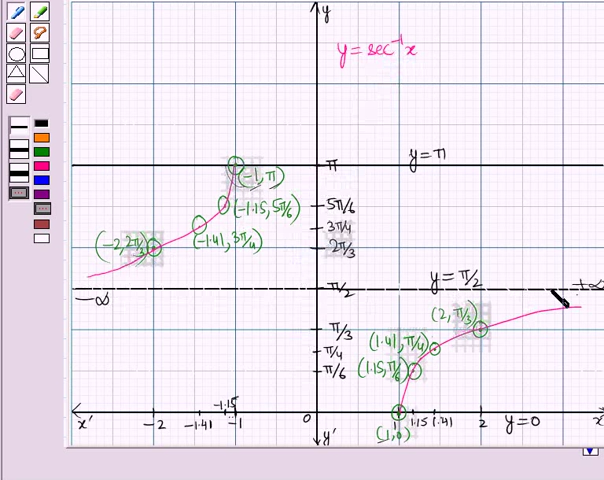 y
y = sec⁻¹x
y = π
π
(-1, π)
5π/6
(-1.15, 5π/6)
3π/4
(-1.41, 3π/4)
(-2, 2π/3)
2π/3
y = π/2
-∞
+∞
π/2
(2, π/3)
π/3
(1.41, π/4)
π/4
(1.15, π/6)
π/6
-1.15
x'
-2
-1.41
-1
0
1
1.15
1.41
2
y = 0
x
(1,0)
y'